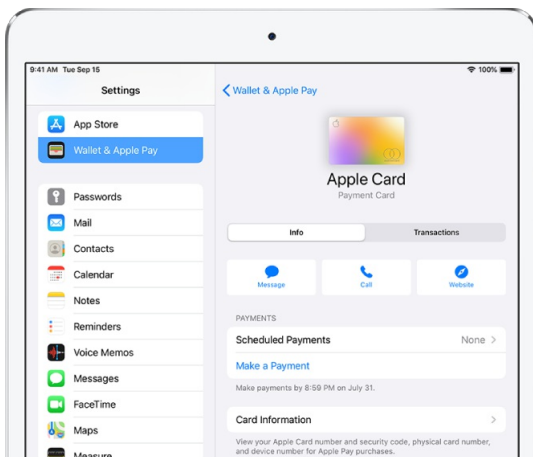 9:41 AM Tue Sep 15
100%
Settings
App Store
Wallet & Apple Pay
Passwords
Mail
Contacts
Calendar
Notes
Reminders
Voice Memos
Messages
FaceTime
Maps
Measure
Wallet & Apple Pay
Apple Card
Payment Card
Info
Transactions
Message
Call
Website
PAYMENTS
Scheduled Payments
None
Make a Payment
Make payments by 8:59 PM on July 31.
Card Information
View your Apple Card number and security code, physical card number,
and device number for Apple Pay purchases.